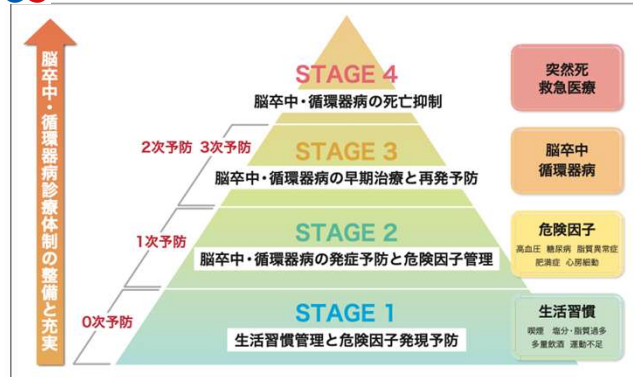 脳卒中・循環器病診療体制の整備と充実
STAGE 4
脳卒中・循環器病の死亡抑制
2次予防 3次予防
STAGE 3
脳卒中・循環器病の早期治療と再発予防
1次予防
STAGE 2
脳卒中・循環器病の発症予防と危険因子管理
0次予防
STAGE 1
生活習慣管理と危険因子発現予防
突然死
救急医療
脳卒中
循環器病
危険因子
高血圧 糖尿病 脂質異常症
肥満症 心房細動
生活習慣
喫煙 塩分・脂質過多
多量飲酒 運動不足